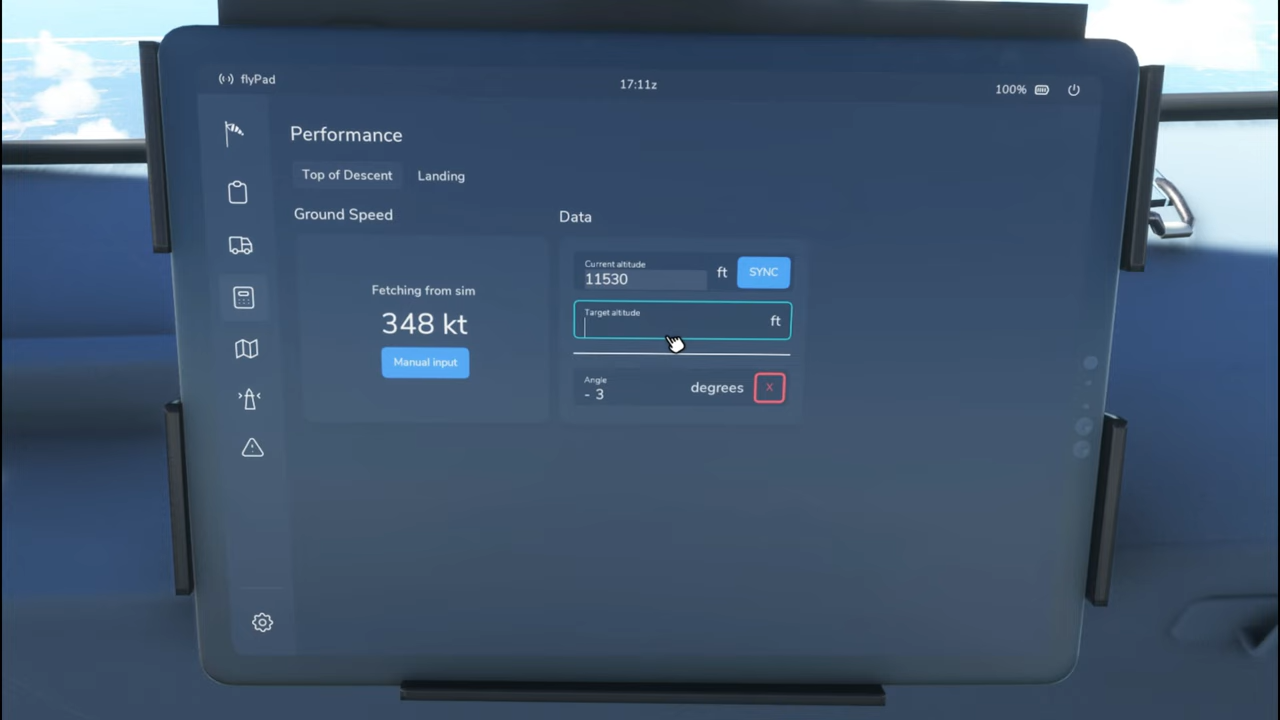 flyPad
17:11z
100%
Performance
Top of Descent
Landing
Ground Speed
Data
Fetching from sim
348 kt
Manual input
Current altitude
11530
ft
SYNC
Target altitude
ft
Angle
- 3
degrees
X